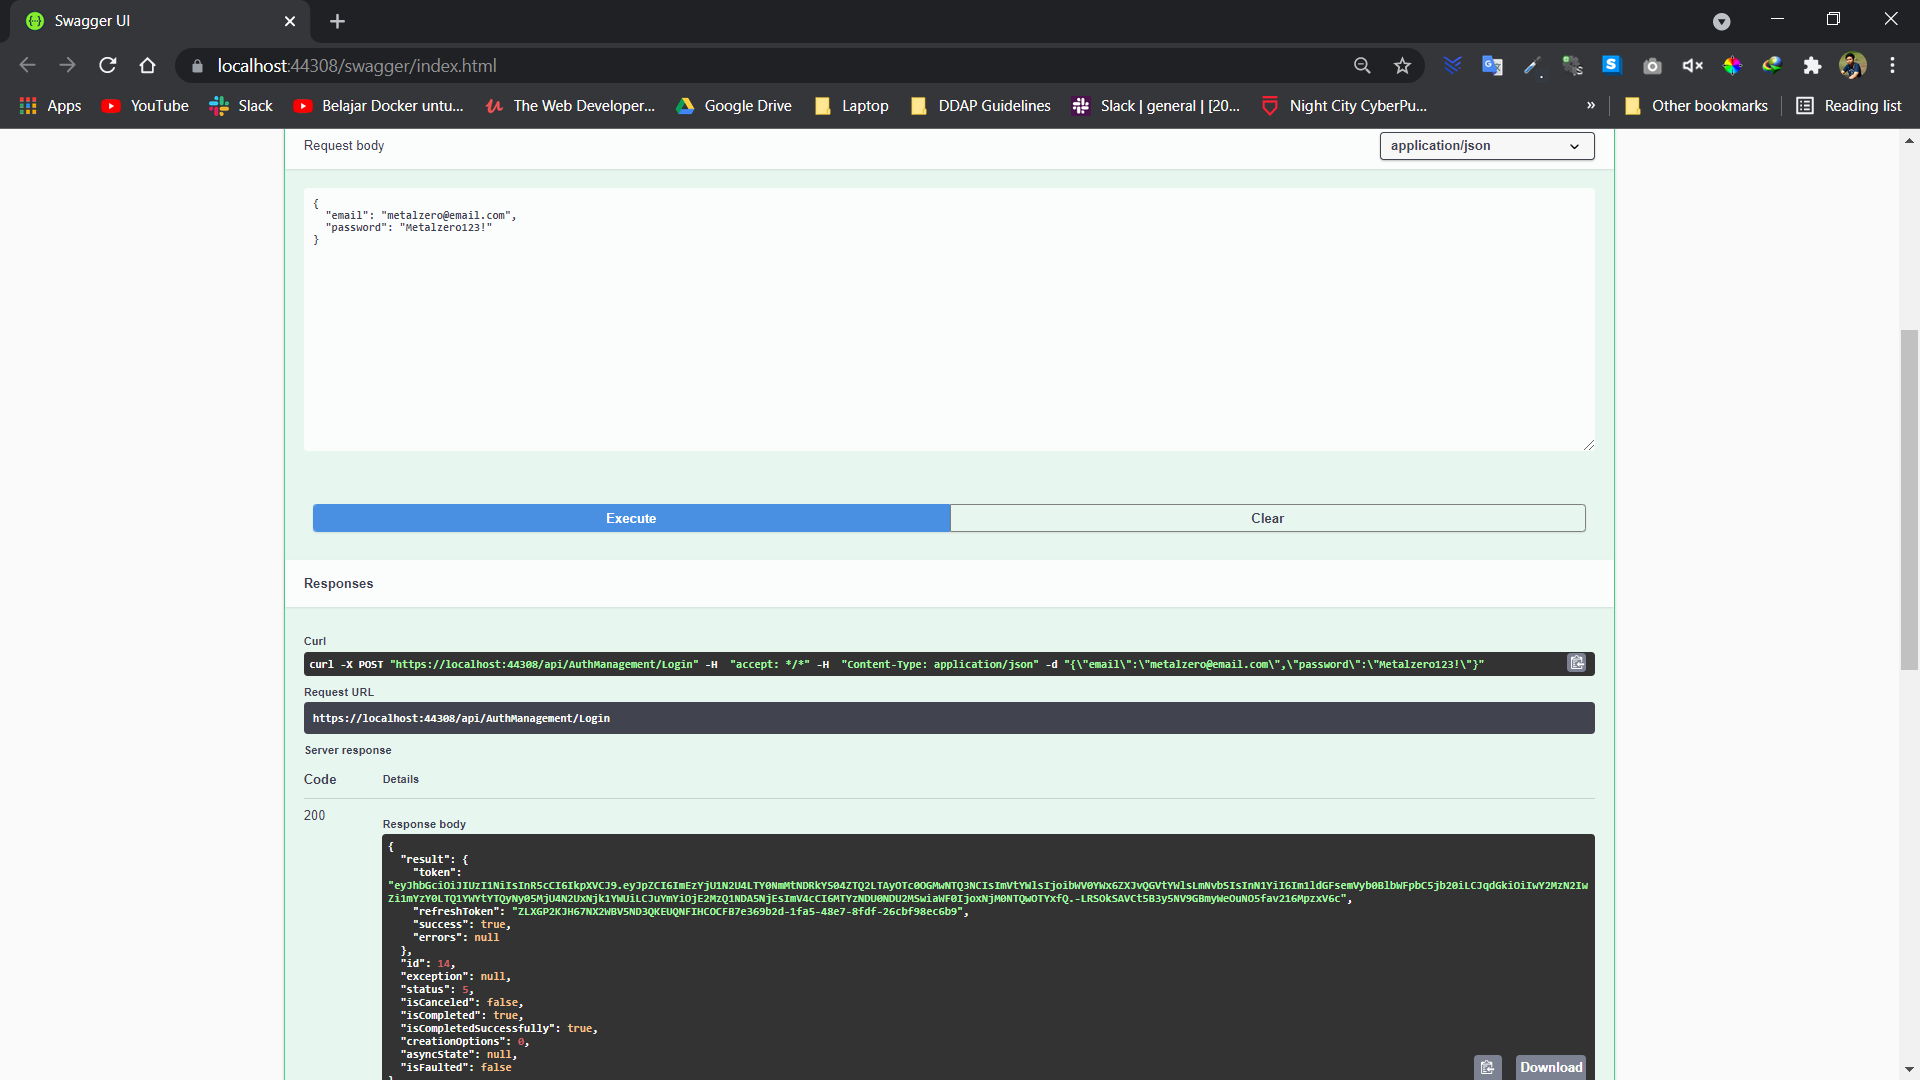 Swagger UI
localhost:44308/swagger/index.html
Apps YouTube Slack Belajar Docker untu... The Web Developer... Google Drive Laptop DDAP Guidelines Slack | general | [20... Night City CyberPu... » Other bookmarks Reading list
Request body application/json
{
"email": "metalzero@email.com",
"password": "Metalzero123!"
}
Execute Clear
Responses
Curl
curl -X POST "https://localhost:44308/api/AuthManagement/Login" -H  "accept: */*" -H  "Content-Type: application/json" -d "{\"email\":\"metalzero@email.com\",\"password\":\"Metalzero123!\"}"
Request URL
https://localhost:44308/api/AuthManagement/Login
Server response
Code Details
200
Response body
{
"result": {
"token":
"refreshToken": "ZLXGP2KJH67NX2WBV5ND3QKEUQNFIHCOCFB7e369b2d-1fa5-48e7-8fdf-26cbf98ec6b9",
"success": true,
"errors": null
},
"id": 14,
"exception": null,
"status": 5,
"isCanceled": false,
"isCompleted": true,
"isCompletedSuccessfully": true,
"creationOptions": 0,
"asyncState": null,
"isFaulted": false
Download